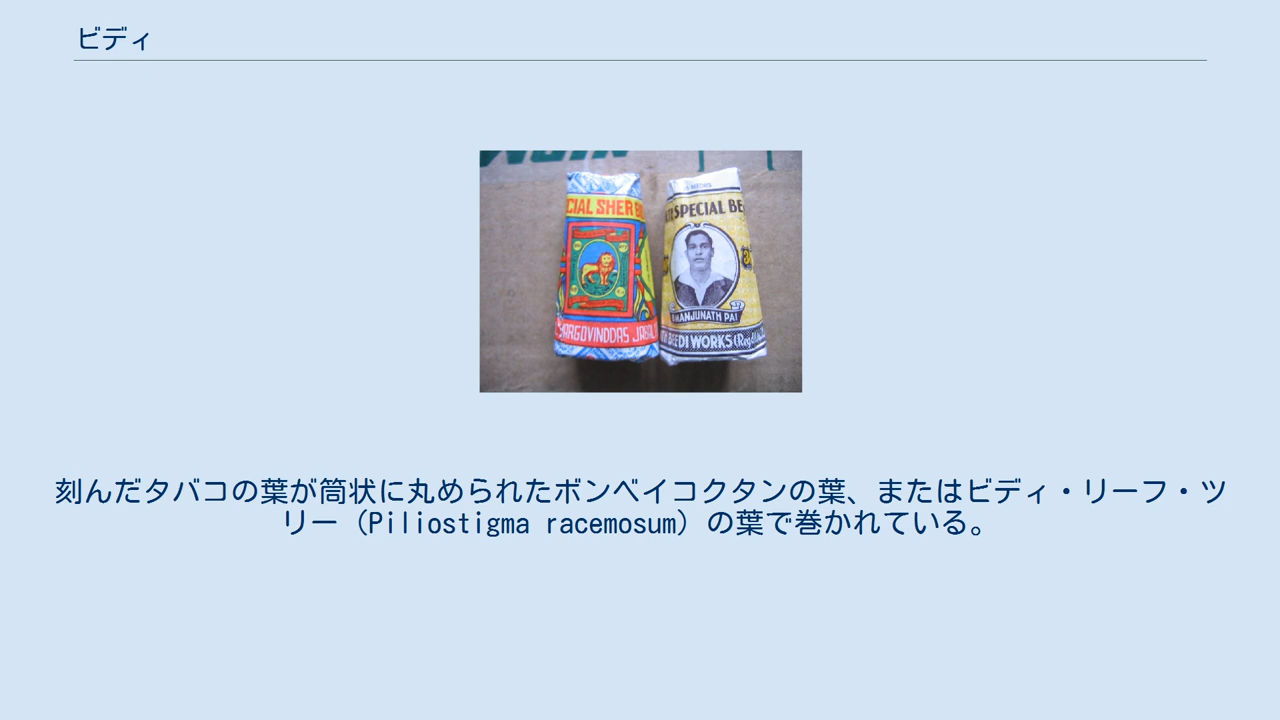 ビディ
CIAL SHER
SPECIAL BE
MANJUNATH PAI
BEEDI WORKS
刻んだタバコの葉が筒状に丸められたボンベイコクタンの葉、またはビディ・リーフ・ツ
リー（Piliostigma racemosum）の葉で巻かれている。